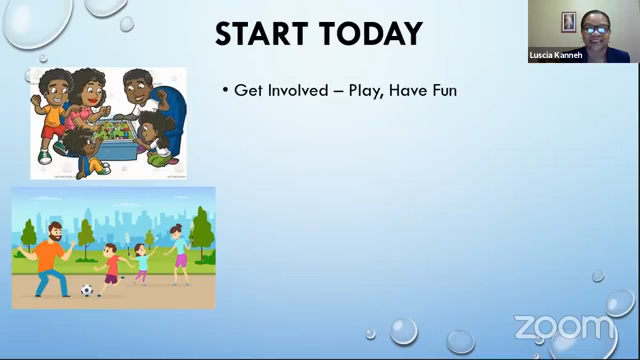 START TODAY
• Get Involved – Play, Have Fun
Luscia Kanneh
zoom